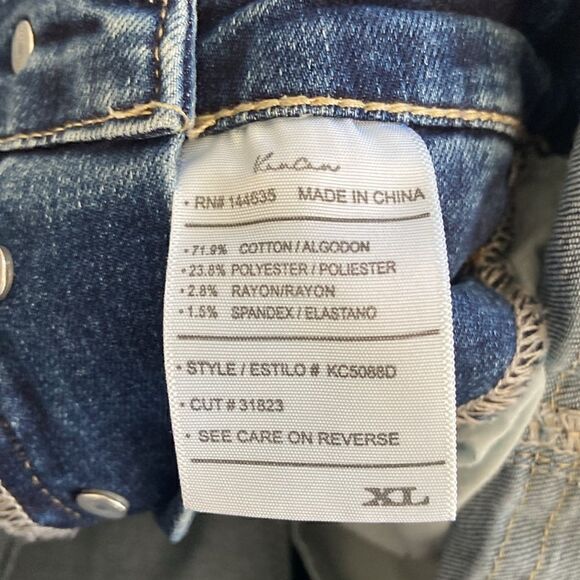 KanCan
• RN# 144635 MADE IN CHINA
• 71.9% COTTON / ALGODON
• 23.8% POLYESTER / POLIESTER
• 2.8% RAYON/RAYON
• 1.5% SPANDEX / ELASTANO
• STYLE / ESTILO # KC5088D
• CUT # 31823
• SEE CARE ON REVERSE
XL